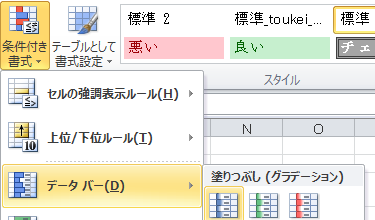 条件付き
書式
テーブルとして
書式設定
標準 2
標準_toukei_...
標準
悪い
良い
チェ
スタイル
セルの強調表示ルール(H)
上位/下位ルール(T)
10
データ バー(D)
塗りつぶし (グラデーション)
N
O